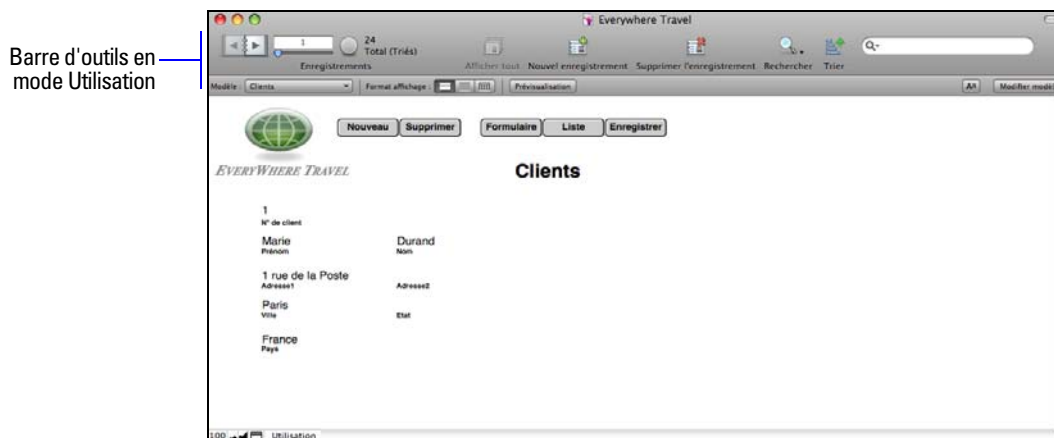 Everywhere Travel
Barre d'outils en
mode Utilisation
1
24
Total (Triés)
Enregistrements
Afficher tout Nouvel enregistrement Supprimer l'enregistrement Rechercher Trier
Modèle : Clients Format affichage : Prévisualisation Aa Modifier modè
Nouveau Supprimer Formulaire Liste Enregistrer
EVERYWHERE TRAVEL
Clients
1
N° de client
Marie Durand
Prénom Nom
1 rue de la Poste
Adresse1 Adresse2
Paris
Ville Etat
France
Pays
100 Utilisation